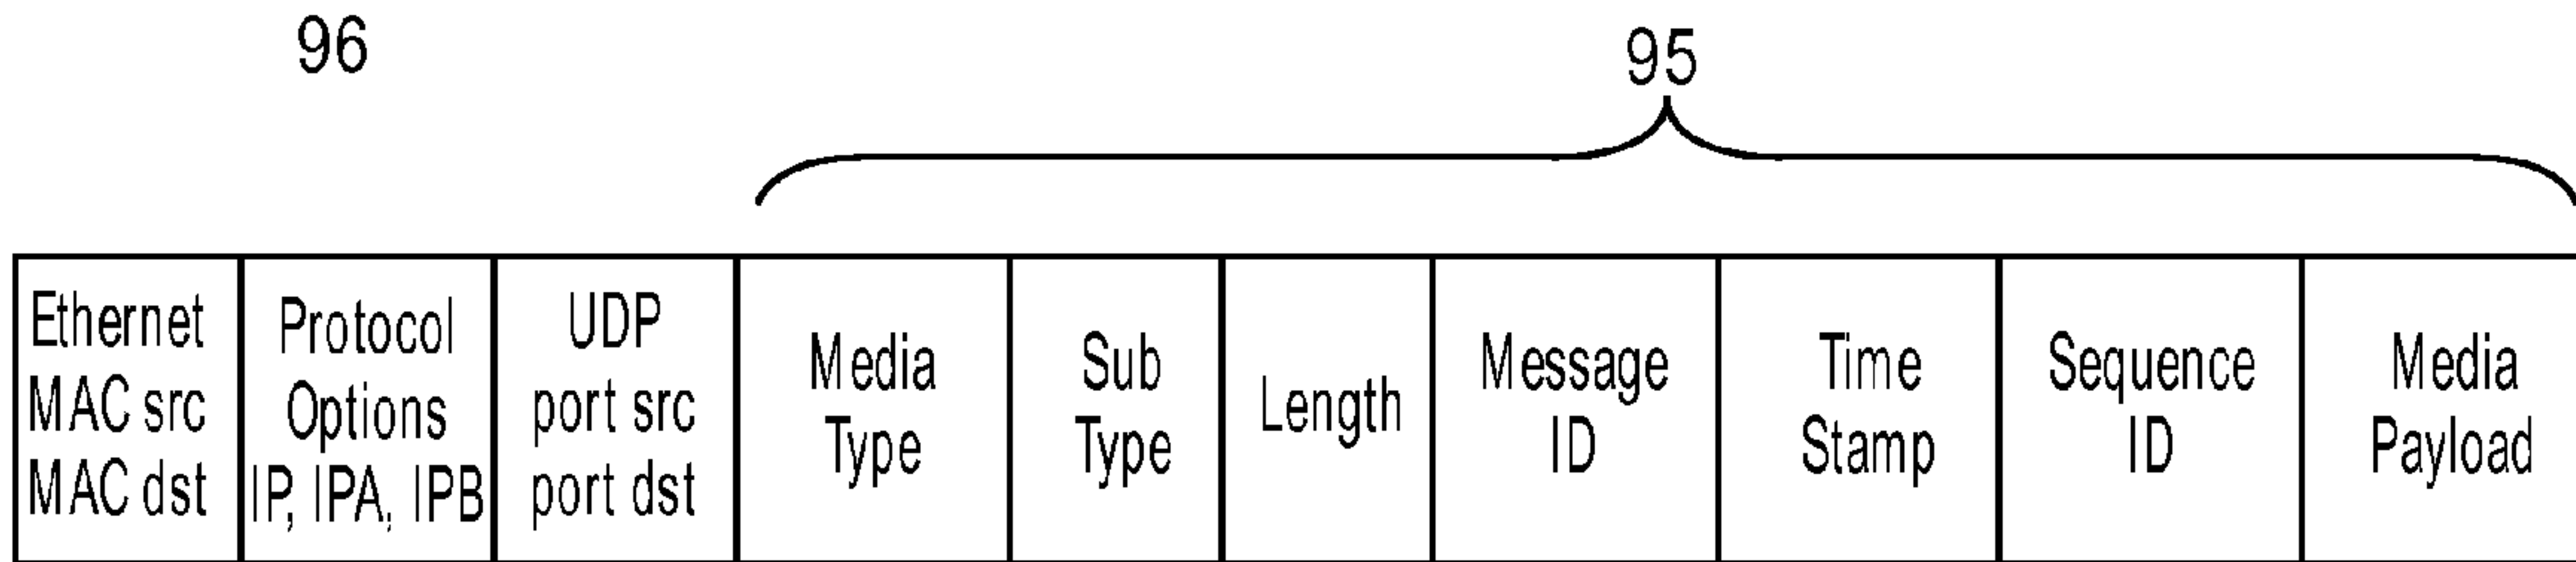 96
95
Ethernet
MAC src
MAC dst
Protocol
Options
IP, IPA, IPB
UDP
port src
port dst
Media
Type
Sub
Type
Length
Message
ID
Time
Stamp
Sequence
ID
Media
Payload